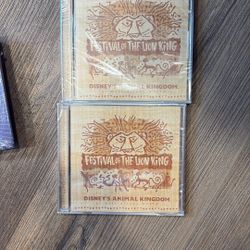 FESTIVAL OF THE LION KING
DISNEY'S ANIMAL KINGDOM
FESTIVAL OF THE LION KING
DISNEY'S ANIMAL KINGDOM